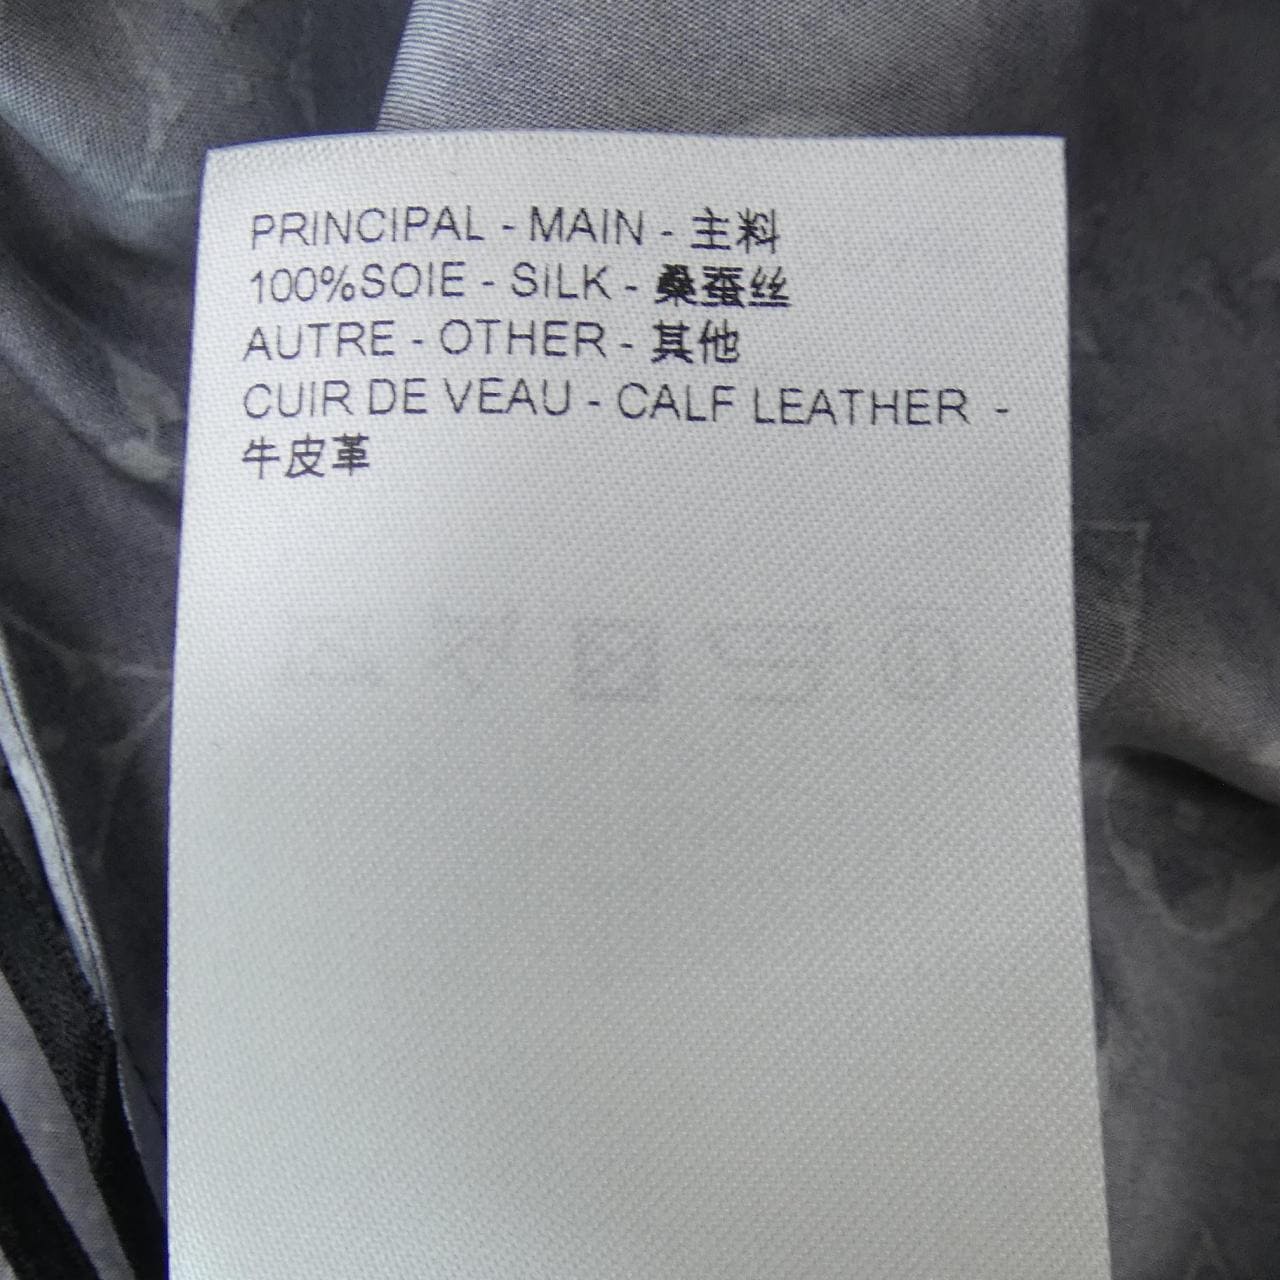 PRINCIPAL - MAIN - 主料
100%SOIE - SILK - 桑蚕丝
AUTRE - OTHER - 其他
CUIR DE VEAU - CALF LEATHER -
牛皮革